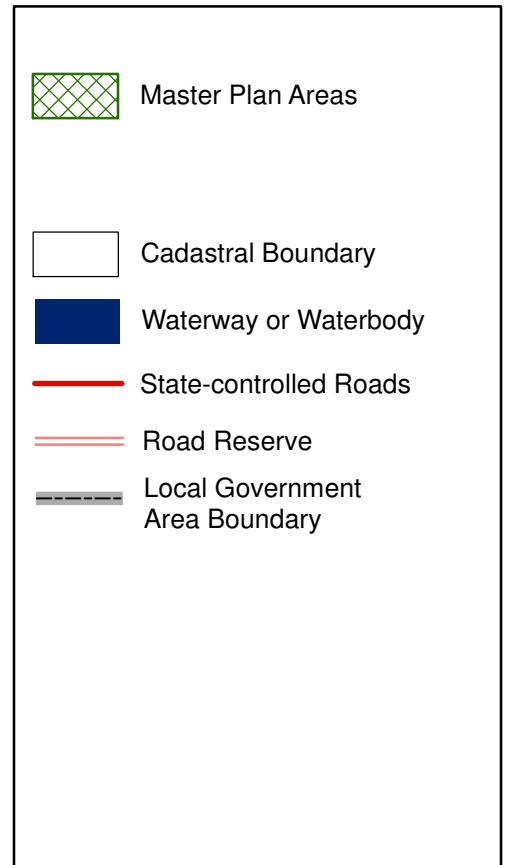 Master Plan Areas
Cadastral Boundary
Waterway or Waterbody
State-controlled Roads
Road Reserve
Local Government
Area Boundary